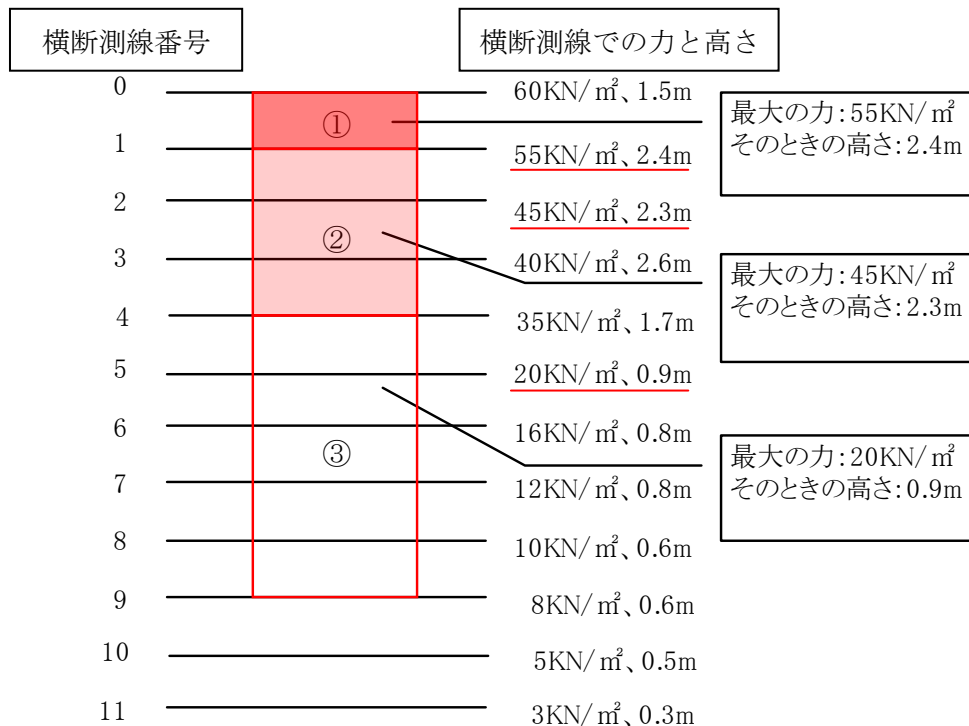 横断測線番号
横断測線での力と高さ
0
60KN/㎡、1.5m
①
最大の力:55KN/㎡
そのときの高さ:2.4m
1
55KN/㎡、2.4m
2
45KN/㎡、2.3m
②
3
40KN/㎡、2.6m
最大の力:45KN/㎡
そのときの高さ:2.3m
4
35KN/㎡、1.7m
5
20KN/㎡、0.9m
6
16KN/㎡、0.8m
③
最大の力:20KN/㎡
そのときの高さ:0.9m
7
12KN/㎡、0.8m
8
10KN/㎡、0.6m
9
8KN/㎡、0.6m
10
5KN/㎡、0.5m
11
3KN/㎡、0.3m